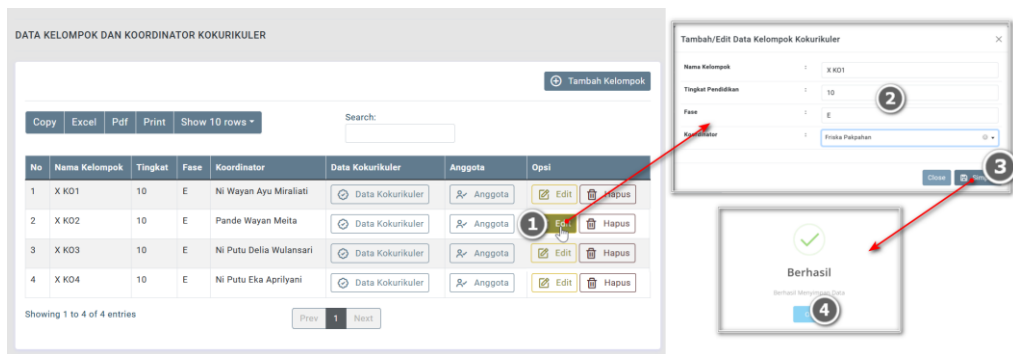 DATA KELOMPOK DAN KOORDINATOR KOKURIKULER
Tambah Kelompok
Copy Excel Pdf Print Show 10 rows
Search:
No Nama Kelompok Tingkat Fase Koordinator Data Kokurikuler Anggota Opsi
1 X KO1 10 E Ni Wayan Ayu Miraliati Data Kokurikuler Anggota Edit Hapus
2 X KO2 10 E Pande Wayan Meita Data Kokurikuler Anggota 1 Edit Hapus
3 X KO3 10 E Ni Putu Delia Wulansari Data Kokurikuler Anggota Edit Hapus
4 X KO4 10 E Ni Putu Eka Aprilyani Data Kokurikuler Anggota Edit Hapus
Showing 1 to 4 of 4 entries
Prev 1 Next
Tambah/Edit Data Kelompok Kokurikuler
Nama Kelompok : X KO1
Tingkat Pendidikan : 10
2
Fase : E
Koordinator : Friska Pakpahan
Close
3
Berhasil
Berhasil Menyimpan Data
4